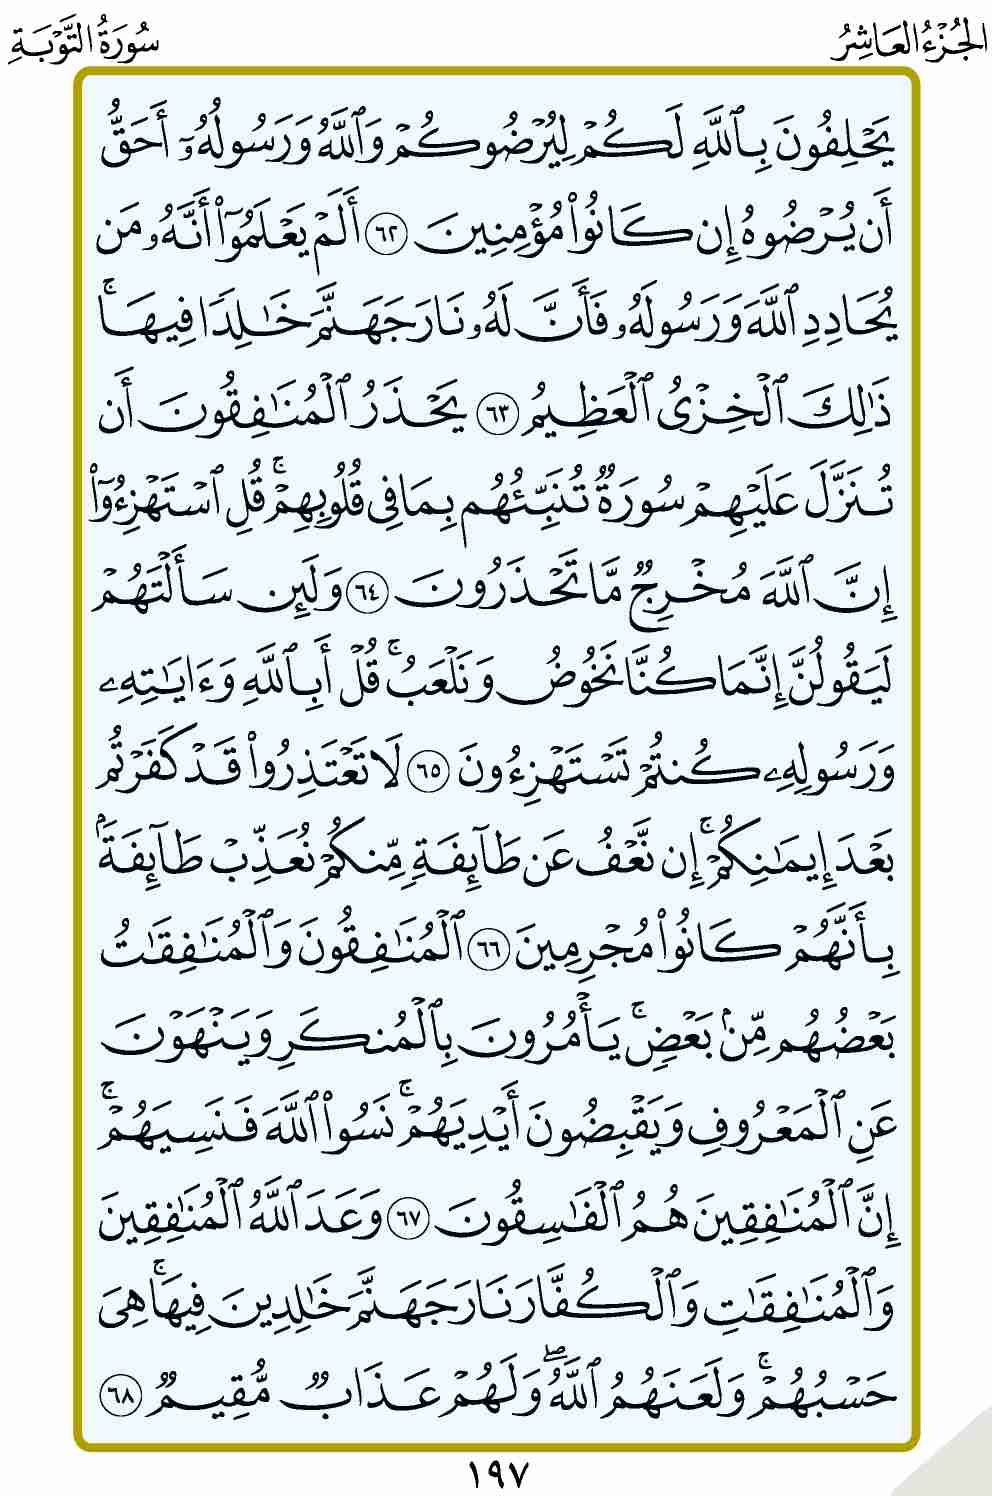 الجُزْءُ العَاشِرُ
سُورَةُ التَّوْبَةِ
يَحْلِفُونَ بِٱللَّهِ لَكُمْ لِيُرْضُوكُمْ وَٱللَّهُ وَرَسُولُهُۥٓ أَحَقُّ
أَن يُرْضُوهُ إِن كَانُوا۟ مُؤْمِنِينَ ٦٢ أَلَمْ يَعْلَمُوٓا۟ أَنَّهُۥ مَن
يُحَادِدِ ٱللَّهَ وَرَسُولَهُۥ فَأَنَّ لَهُۥ نَارَ جَهَنَّمَ خَـٰلِدًا فِيهَا ۚ
ذَٰلِكَ ٱلْخِزْىُ ٱلْعَظِيمُ ٦٣ يَحْذَرُ ٱلْمُنَـٰفِقُونَ أَن
تُنَزَّلَ عَلَيْهِمْ سُورَةٌ تُنَبِّئُهُم بِمَا فِى قُلُوبِهِمْ ۚ قُلِ ٱسْتَهْزِءُوٓا۟
إِنَّ ٱللَّهَ مُخْرِجٌ مَّا تَحْذَرُونَ ٦٤ وَلَئِن سَأَلْتَهُمْ
لَيَقُولُنَّ إِنَّمَا كُنَّا نَخُوضُ وَنَلْعَبُ ۚ قُلْ أَبِٱللَّهِ وَءَايَـٰتِهِۦ
وَرَسُولِهِۦ كُنتُمْ تَسْتَهْزِءُونَ ٦٥ لَا تَعْتَذِرُوا۟ قَدْ كَفَرْتُم
بَعْدَ إِيمَـٰنِكُمْ ۚ إِن نَّعْفُ عَن طَآئِفَةٍ مِّنكُمْ نُعَذِّبْ طَآئِفَةًۢ
بِأَنَّهُمْ كَانُوا۟ مُجْرِمِينَ ٦٦ ٱلْمُنَـٰفِقُونَ وَٱلْمُنَـٰفِقَـٰتُ
بَعْضُهُم مِّنۢ بَعْضٍ ۚ يَأْمُرُونَ بِٱلْمُنكَرِ وَيَنْهَوْنَ
عَنِ ٱلْمَعْرُوفِ وَيَقْبِضُونَ أَيْدِيَهُمْ ۚ نَسُوا۟ ٱللَّهَ فَنَسِيَهُمْ ۚ
إِنَّ ٱلْمُنَـٰفِقِينَ هُمُ ٱلْفَـٰسِقُونَ ٦٧ وَعَدَ ٱللَّهُ ٱلْمُنَـٰفِقِينَ
وَٱلْمُنَـٰفِقَـٰتِ وَٱلْكُفَّارَ نَارَ جَهَنَّمَ خَـٰلِدِينَ فِيهَا ۚ هِىَ
حَسْبُهُمْ ۚ وَلَعَنَهُمُ ٱللَّهُ ۖ وَلَهُمْ عَذَابٌ مُّقِيمٌ ٦٨
١٩٧